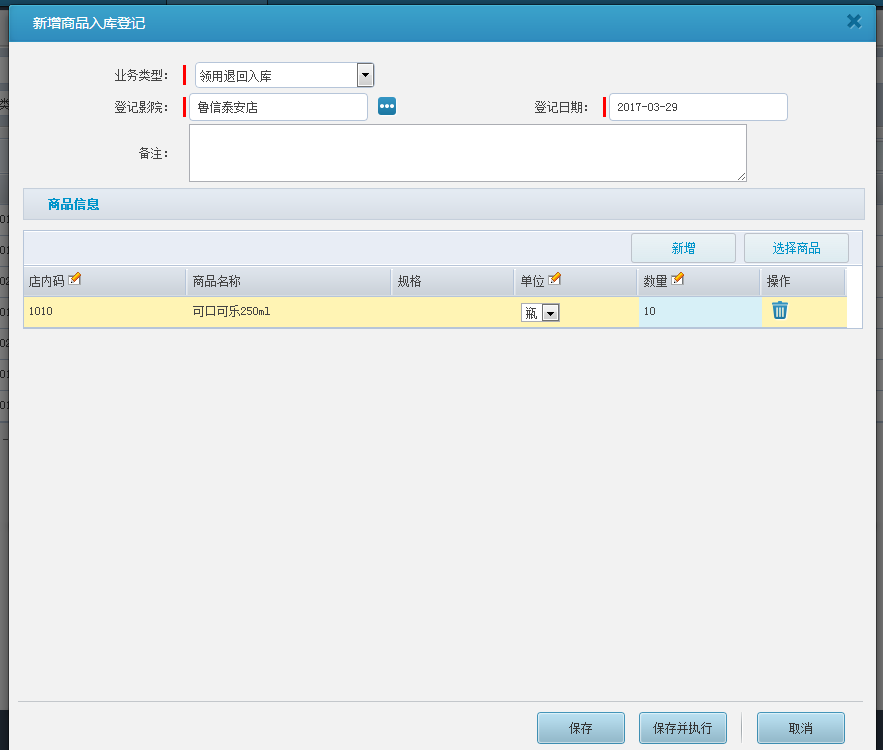 新增商品入库登记
业务类型: 领用退回入库
登记影院: 鲁信泰安店 登记日期: 2017-03-29
备注:
商品信息
新增 选择商品
店内码 商品名称 规格 单位 数量 操作
1010 可口可乐250ml 瓶 10
保存 保存并执行 取消